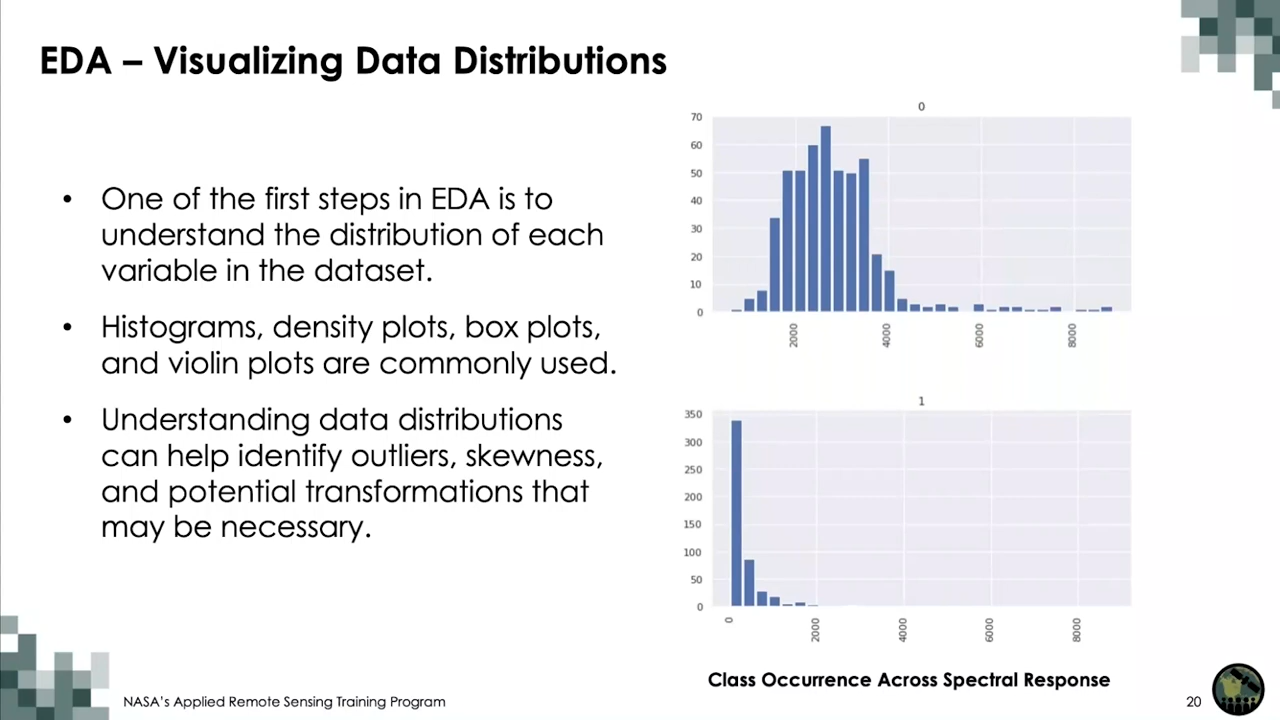 EDA – Visualizing Data Distributions
• One of the first steps in EDA is to
understand the distribution of each
variable in the dataset.
• Histograms, density plots, box plots,
and violin plots are commonly used.
• Understanding data distributions
can help identify outliers, skewness,
and potential transformations that
may be necessary.
0
70
60
50
40
30
20
10
0
2000 4000 6000 8000
1
350
300
250
200
150
100
50
0
0 2000 4000 6000 8000
Class Occurrence Across Spectral Response
NASA's Applied Remote Sensing Training Program
20